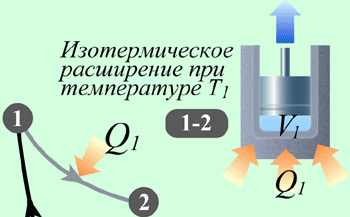 Изотермическое
расширение при
температуре T1
1
Q1
1-2
V1
2
Q1